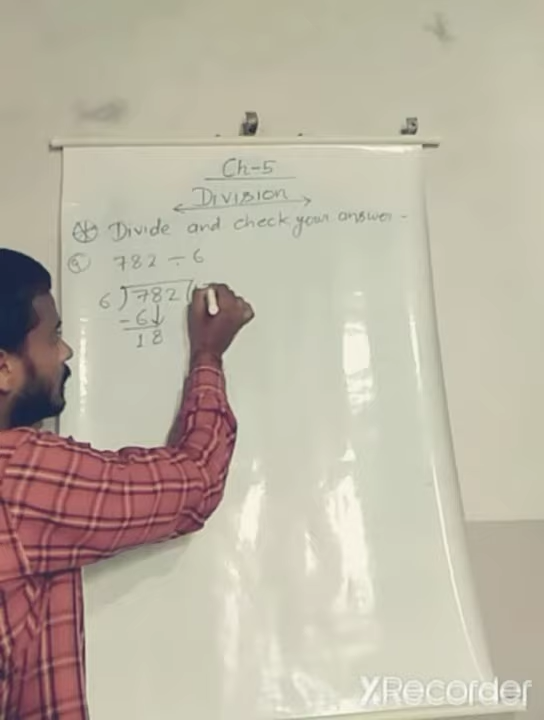 Ch-5
Division
Divide and check your answer -
a 782 ÷ 6
6 ) 782 (
- 6 ↓
18
XRecorder